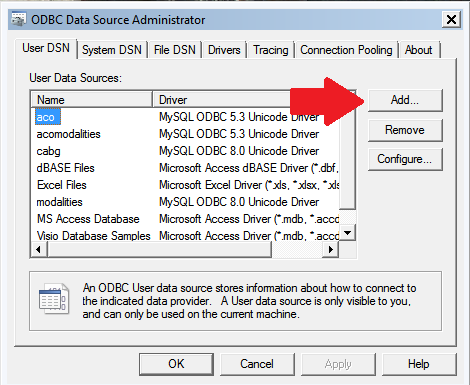 ODBC Data Source Administrator
User DSN System DSN File DSN Drivers Tracing Connection Pooling About
User Data Sources:
Name Driver
aco MySQL ODBC 5.3 Unicode Driver
acomodalities MySQL ODBC 5.3 Unicode Driver
cabg MySQL ODBC 8.0 Unicode Driver
dBASE Files Microsoft Access dBASE Driver (*.dbf,
Excel Files Microsoft Excel Driver (*.xls, *.xlsx, *.xls
modalities MySQL ODBC 8.0 Unicode Driver
MS Access Database Microsoft Access Driver (*.mdb, *.accd
Visio Database Samples Microsoft Access Driver (*.mdb, *.accd
Add...
Remove
Configure...
An ODBC User data source stores information about how to connect to
the indicated data provider. A User data source is only visible to you,
and can only be used on the current machine.
OK Cancel Apply Help